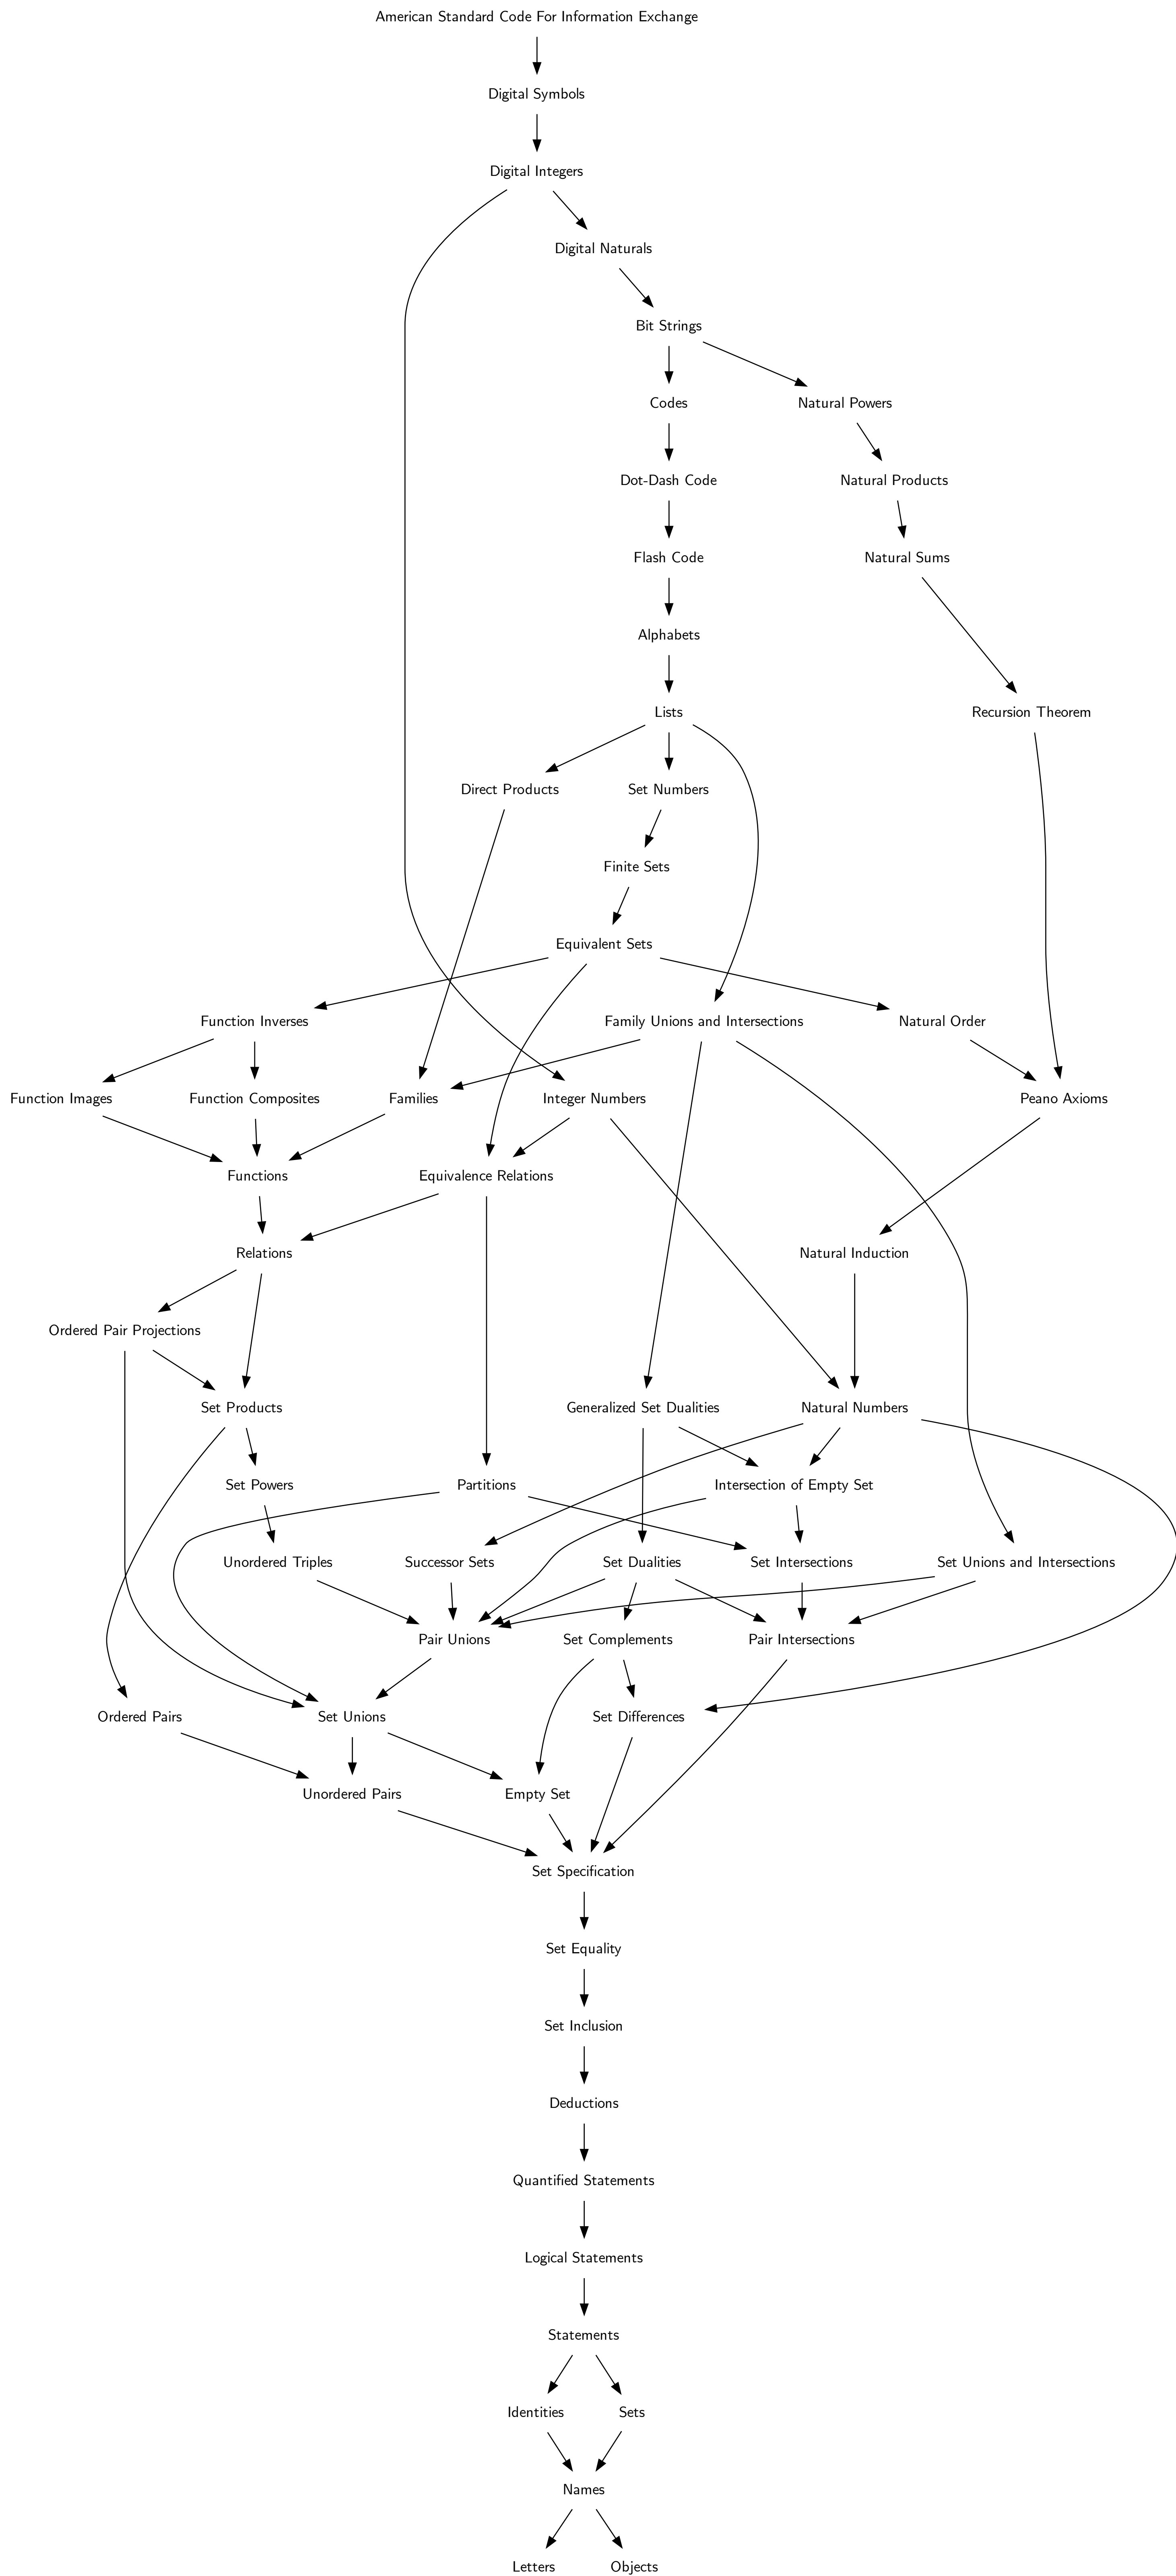 American Standard Code For Information Exchange
Digital Symbols
Digital Integers
Digital Naturals
Bit Strings
Codes
Natural Powers
Dot-Dash Code
Natural Products
Flash Code
Natural Sums
Alphabets
Lists
Recursion Theorem
Direct Products
Set Numbers
Finite Sets
Equivalent Sets
Function Inverses
Family Unions and Intersections
Natural Order
Function Images
Function Composites
Families
Integer Numbers
Peano Axioms
Functions
Equivalence Relations
Relations
Natural Induction
Ordered Pair Projections
Set Products
Generalized Set Dualities
Natural Numbers
Set Powers
Partitions
Intersection of Empty Set
Unordered Triples
Successor Sets
Set Dualities
Set Intersections
Set Unions and Intersections
Pair Unions
Set Complements
Pair Intersections
Ordered Pairs
Set Unions
Set Differences
Unordered Pairs
Empty Set
Set Specification
Set Equality
Set Inclusion
Deductions
Quantified Statements
Logical Statements
Statements
Identities
Sets
Names
Letters
Objects